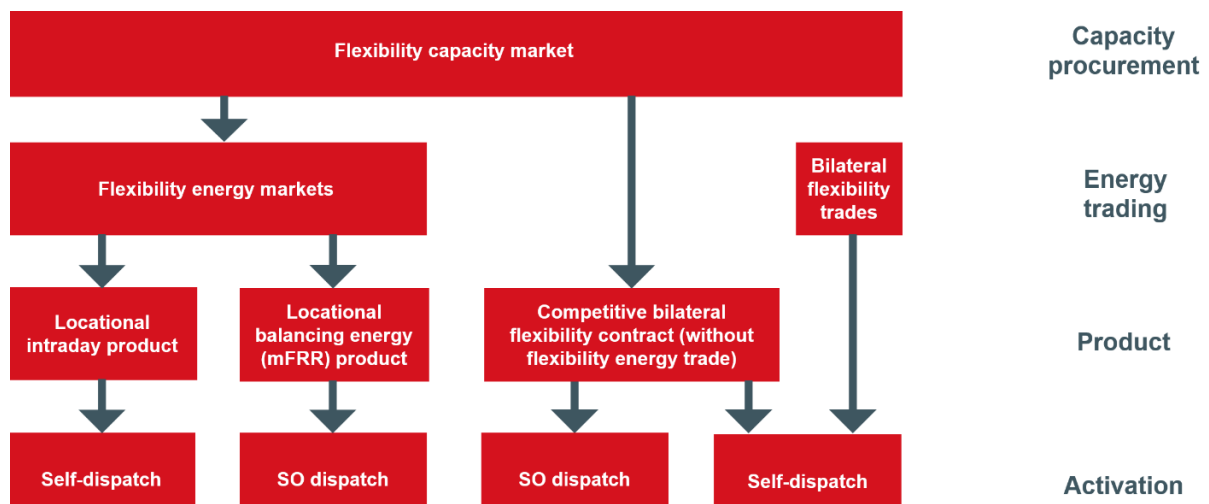 Flexibility capacity market
Capacity
procurement
Flexibility energy markets
Bilateral
flexibility
trades
Energy
trading
Locational
intraday product
Locational
balancing energy
(mFRR) product
Competitive bilateral
flexibility contract (without
flexibility energy trade)
Product
Self-dispatch
SO dispatch
SO dispatch
Self-dispatch
Activation